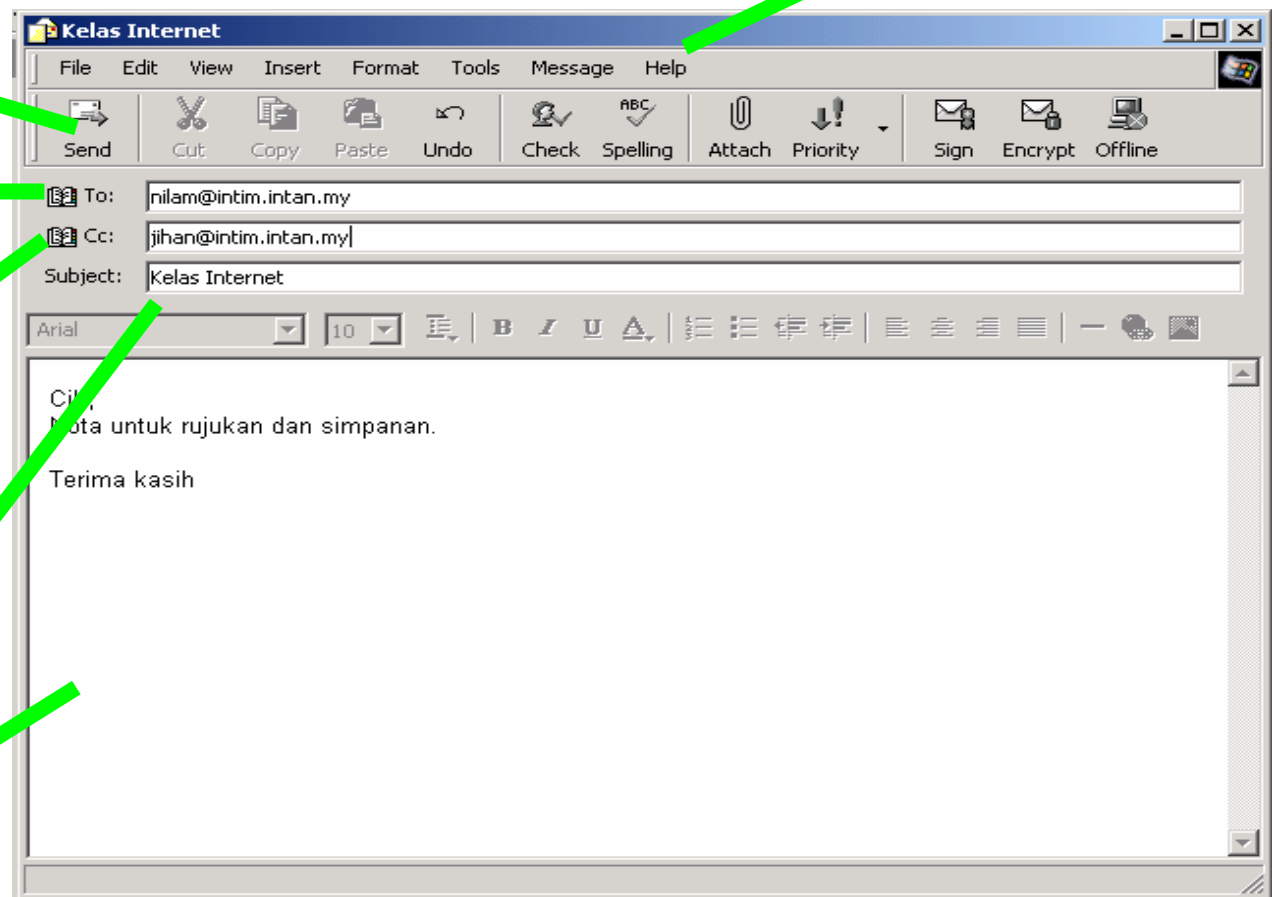 Kelas Internet
File Edit View Insert Format Tools Message Help
Send Cut Copy Paste Undo Check Spelling Attach Priority Sign Encrypt Offline
To: nilam@intim.intan.my
Cc: jihan@intim.intan.my
Subject: Kelas Internet
Arial 10 B I U A
Nota untuk rujukan dan simpanan.
Terima kasih